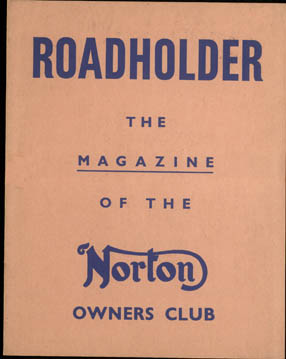 ROADHOLDER
THE
MAGAZINE
OF THE
Norton
OWNERS CLUB